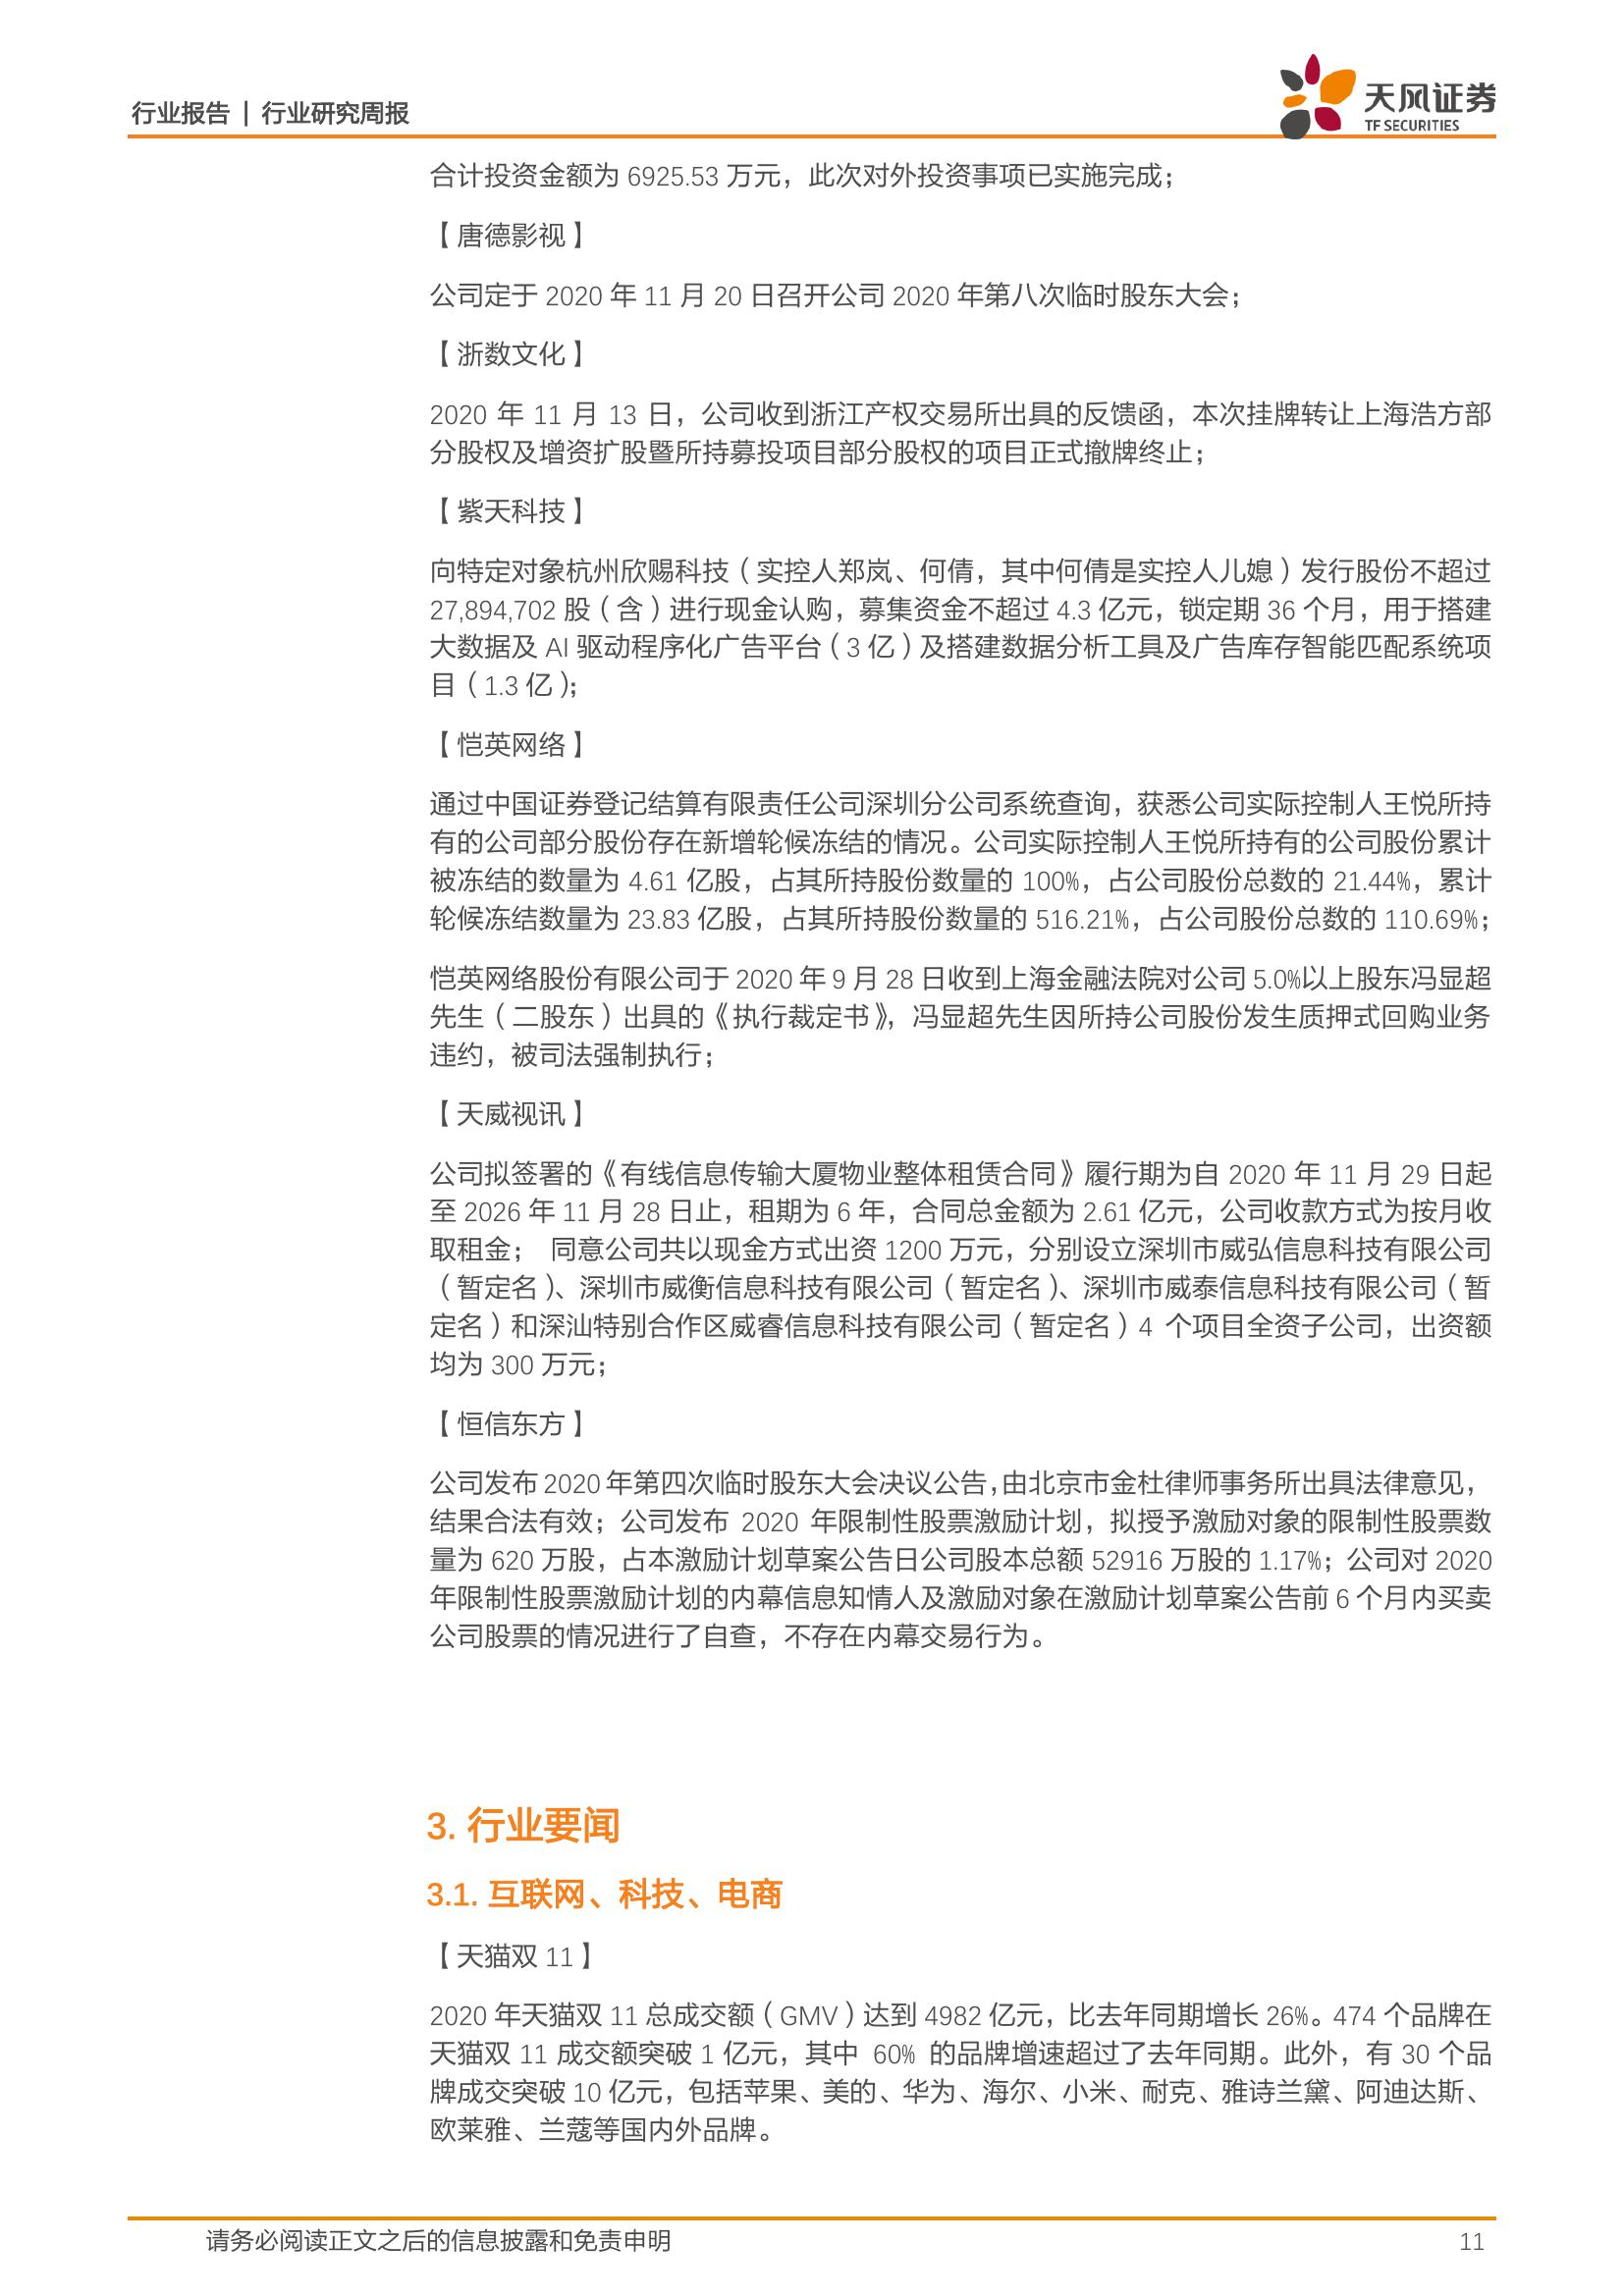 行业报告 | 行业研究周报
天风证券
TF SECURITIES
合计投资金额为 6925.53 万元，此次对外投资事项已实施完成；
【唐德影视】
公司定于 2020 年 11 月 20 日召开公司 2020 年第八次临时股东大会；
【浙数文化】
2020 年 11 月 13 日，公司收到浙江产权交易所出具的反馈函，本次挂牌转让上海浩方部
分股权及增资扩股暨所持募投项目部分股权的项目正式撤牌终止；
【紫天科技】
向特定对象杭州欣赐科技（实控人郑岚、何倩，其中何倩是实控人儿媳）发行股份不超过
27,894,702 股（含）进行现金认购，募集资金不超过 4.3 亿元，锁定期 36 个月，用于搭建
大数据及 AI 驱动程序化广告平台（3 亿）及搭建数据分析工具及广告库存智能匹配系统项
目（1.3 亿）；
【恺英网络】
通过中国证券登记结算有限责任公司深圳分公司系统查询，获悉公司实际控制人王悦所持
有的公司部分股份存在新增轮候冻结的情况。公司实际控制人王悦所持有的公司股份累计
被冻结的数量为 4.61 亿股，占其所持股份数量的 100%，占公司股份总数的 21.44%，累计
轮候冻结数量为 23.83 亿股，占其所持股份数量的 516.21%，占公司股份总数的 110.69%；
恺英网络股份有限公司于 2020 年 9 月 28 日收到上海金融法院对公司 5.0%以上股东冯显超
先生（二股东）出具的《执行裁定书》，冯显超先生因所持公司股份发生质押式回购业务
违约，被司法强制执行；
【天威视讯】
公司拟签署的《有线信息传输大厦物业整体租赁合同》履行期为自 2020 年 11 月 29 日起
至 2026 年 11 月 28 日止，租期为 6 年，合同总金额为 2.61 亿元，公司收款方式为按月收
取租金； 同意公司共以现金方式出资 1200 万元，分别设立深圳市威弘信息科技有限公司
（暂定名）、深圳市威衡信息科技有限公司（暂定名）、深圳市威泰信息科技有限公司（暂
定名）和深汕特别合作区威睿信息科技有限公司（暂定名）4 个项目全资子公司，出资额
均为 300 万元；
【恒信东方】
公司发布 2020 年第四次临时股东大会决议公告，由北京市金杜律师事务所出具法律意见，
结果合法有效；公司发布 2020 年限制性股票激励计划，拟授予激励对象的限制性股票数
量为 620 万股，占本激励计划草案公告日公司股本总额 52916 万股的 1.17%；公司对 2020
年限制性股票激励计划的内幕信息知情人及激励对象在激励计划草案公告前 6 个月内买卖
公司股票的情况进行了自查，不存在内幕交易行为。
3. 行业要闻
3.1. 互联网、科技、电商
【天猫双 11】
2020 年天猫双 11 总成交额（GMV）达到 4982 亿元，比去年同期增长 26%。474 个品牌在
天猫双 11 成交额突破 1 亿元，其中 60% 的品牌增速超过了去年同期。此外，有 30 个品
牌成交突破 10 亿元，包括苹果、美的、华为、海尔、小米、耐克、雅诗兰黛、阿迪达斯、
欧莱雅、兰蔻等国内外品牌。
请务必阅读正文之后的信息披露和免责申明
11